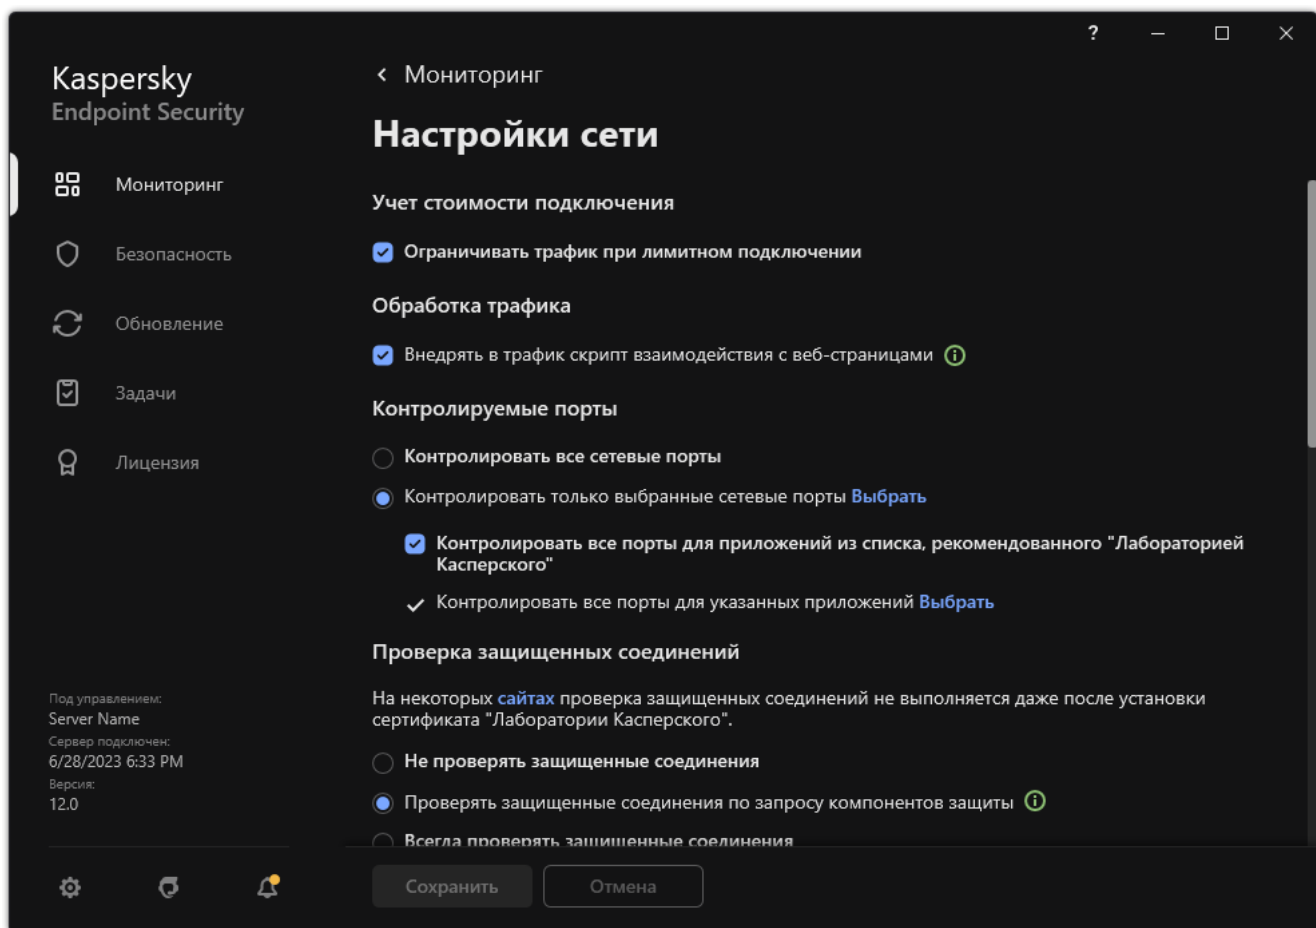 ?
Kaspersky
Endpoint Security
Мониторинг
Безопасность
Обновление
Задачи
Лицензия
Под управлением:
Server Name
Сервер подключен:
6/28/2023 6:33 PM
Версия:
12.0
Мониторинг
Настройки сети
Учет стоимости подключения
Ограничивать трафик при лимитном подключении
Обработка трафика
Внедрять в трафик скрипт взаимодействия с веб-страницами
Контролируемые порты
Контролировать все сетевые порты
Контролировать только выбранные сетевые порты Выбрать
Контролировать все порты для приложений из списка, рекомендованного "Лабораторией
Касперского"
Контролировать все порты для указанных приложений Выбрать
Проверка защищенных соединений
На некоторых сайтах проверка защищенных соединений не выполняется даже после установки
сертификата "Лаборатории Касперского".
Не проверять защищенные соединения
Проверять защищенные соединения по запросу компонентов защиты
Всегда проверять защищенные соединения
Сохранить
Отмена